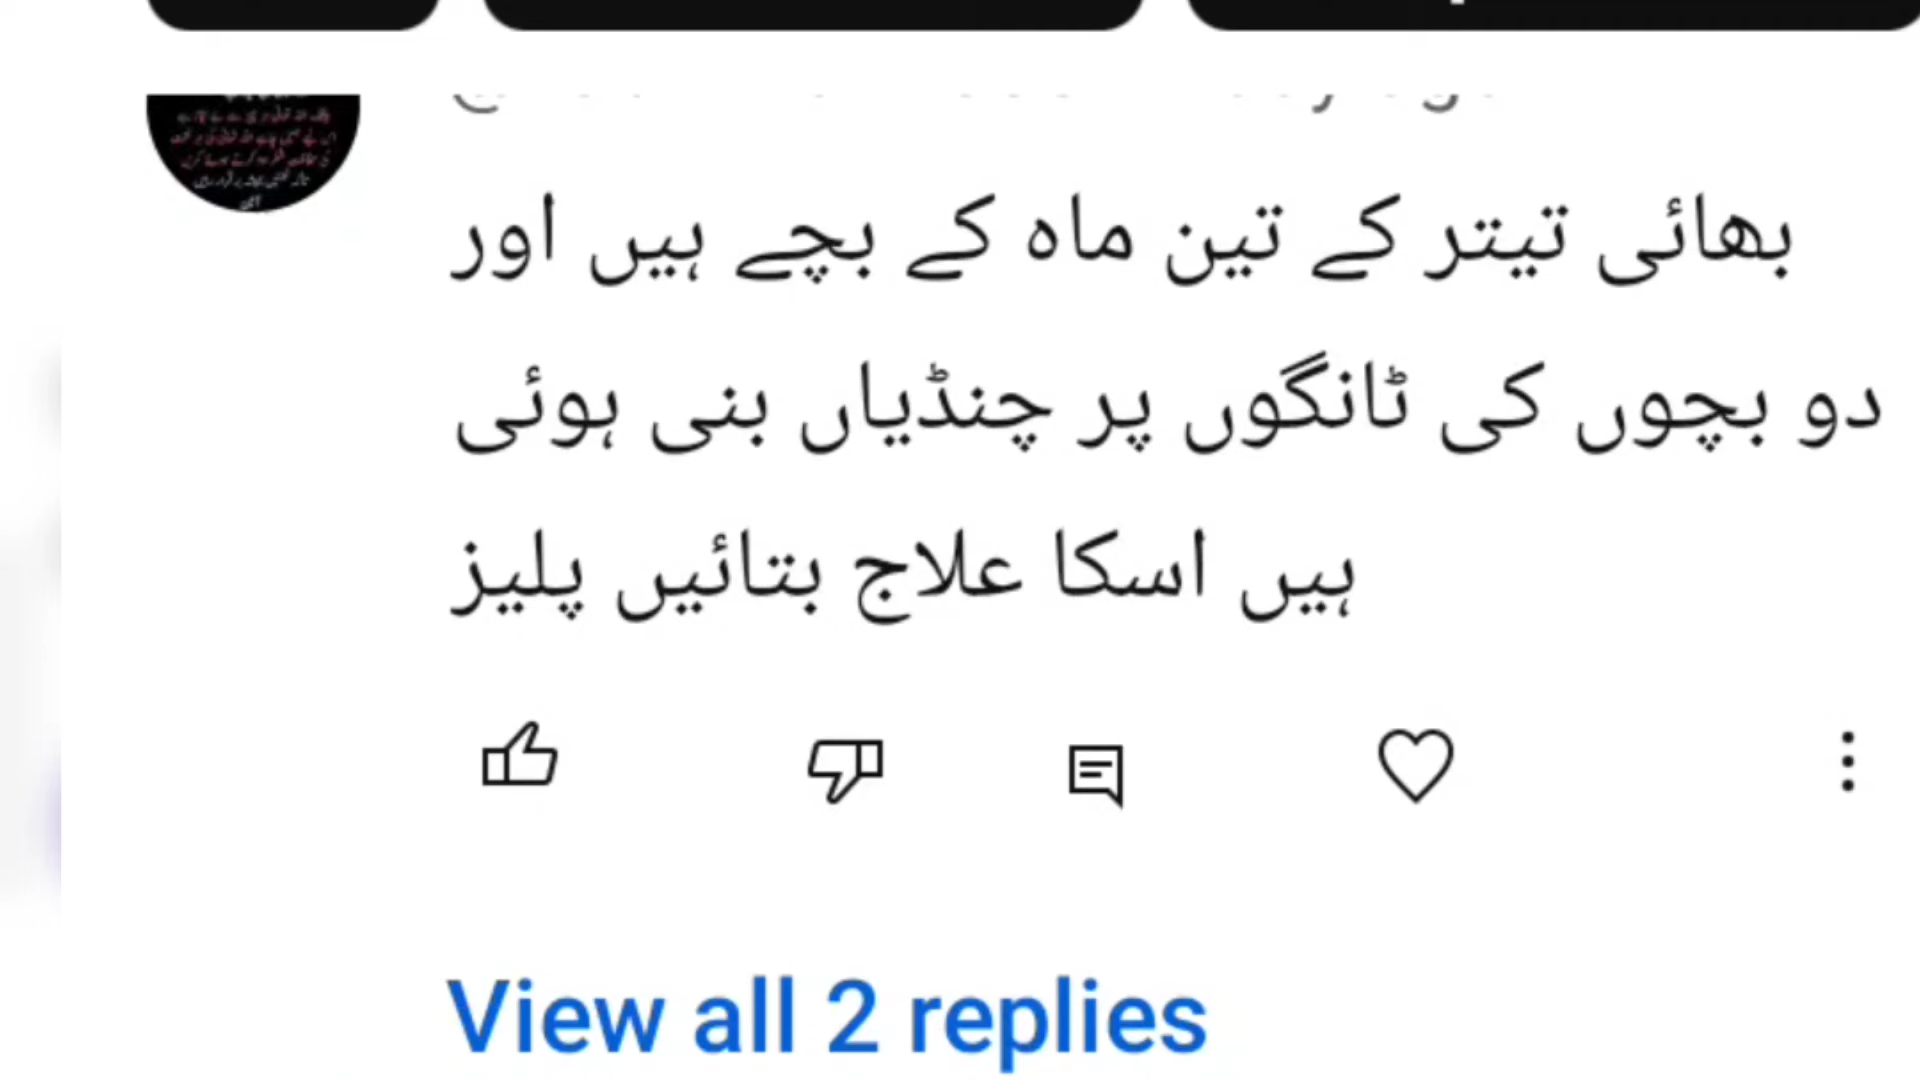 بھائی تیتر کے تین ماہ کے بچے ہیں اور
دو بچوں کی ٹانگوں پر چنڈیاں بنی ہوئی
ہیں اسکا علاج بتائیں پلیز
View all 2 replies